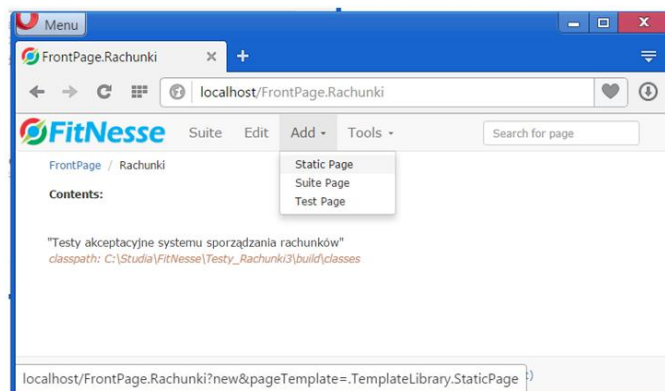 Menu
FrontPage.Rachunki
localhost/FrontPage.Rachunki
FitNesse Suite Edit Add Tools Search for page
FrontPage / Rachunki
Static Page
Suite Page
Test Page
Contents:
"Testy akceptacyjne systemu sporządzania rachunków"
classpath: C:\Studia\FitNesse\Testy_Rachunki3\build\classes
localhost/FrontPage.Rachunki?new&pageTemplate=.TemplateLibrary.StaticPage